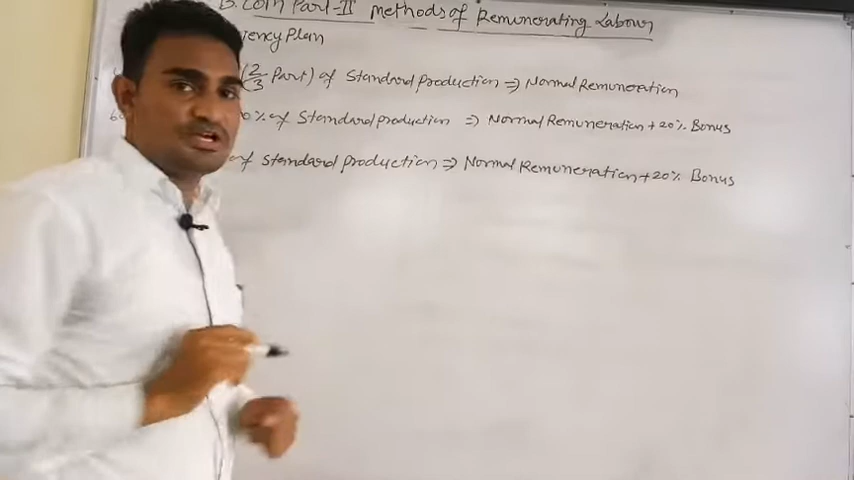 B. Com Part-II methods of Remunerating Labour
ency Plan
(2/3 Part) of Standard production ⇒ Normal Remuneration
0% of Standard production ⇒ Normal Remuneration + 20% Bonus
of Standard production ⇒ Normal Remuneration + 20% Bonus